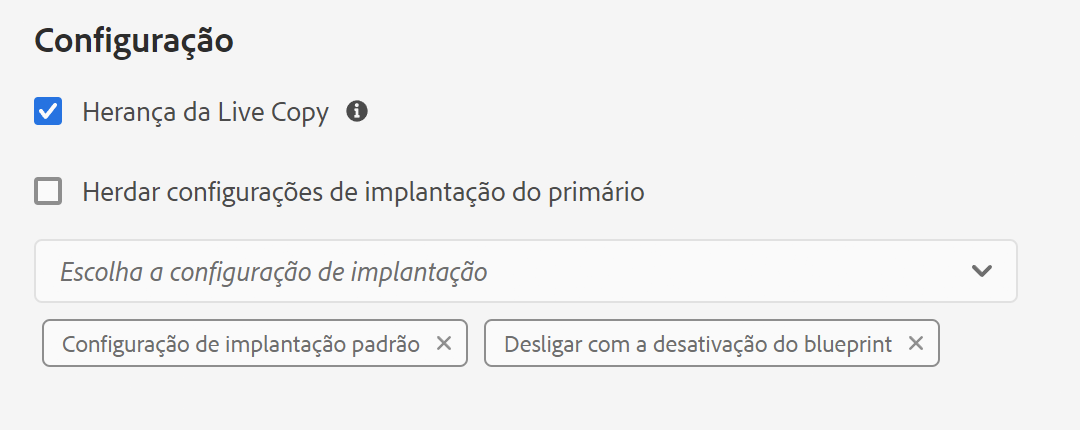 Configuração
Herança da Live Copy
Herdar configurações de implantação do primário
Escolha a configuração de implantação
Configuração de implantação padrão
Desligar com a desativação do blueprint